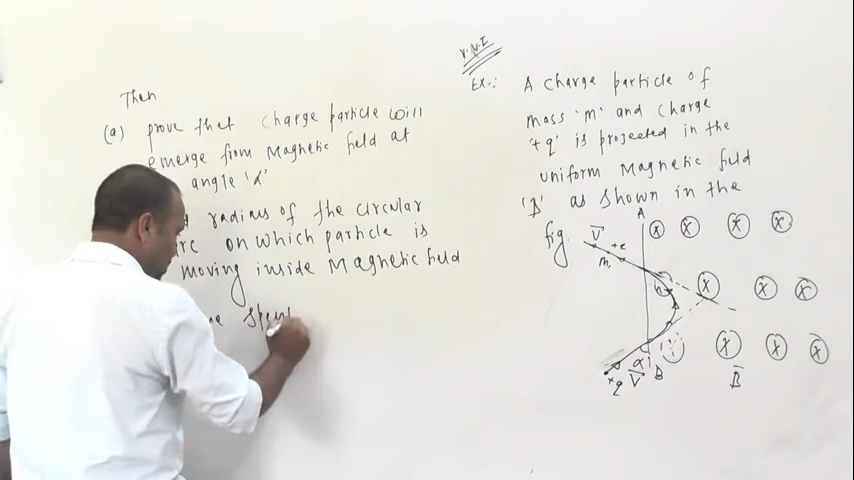 Then
(a) prove that charge particle will
emerge from Magnetic field at
angle 'α'
radius of the circular
arc on which particle is
moving inside Magnetic field
spent
V.V.I
Ex.: A charge particle of
mass 'm' and charge
'+q' is projected in the
uniform Magnetic field
'B' as shown in the
fig.
A
V
+e
m
α
+q
V
B
B